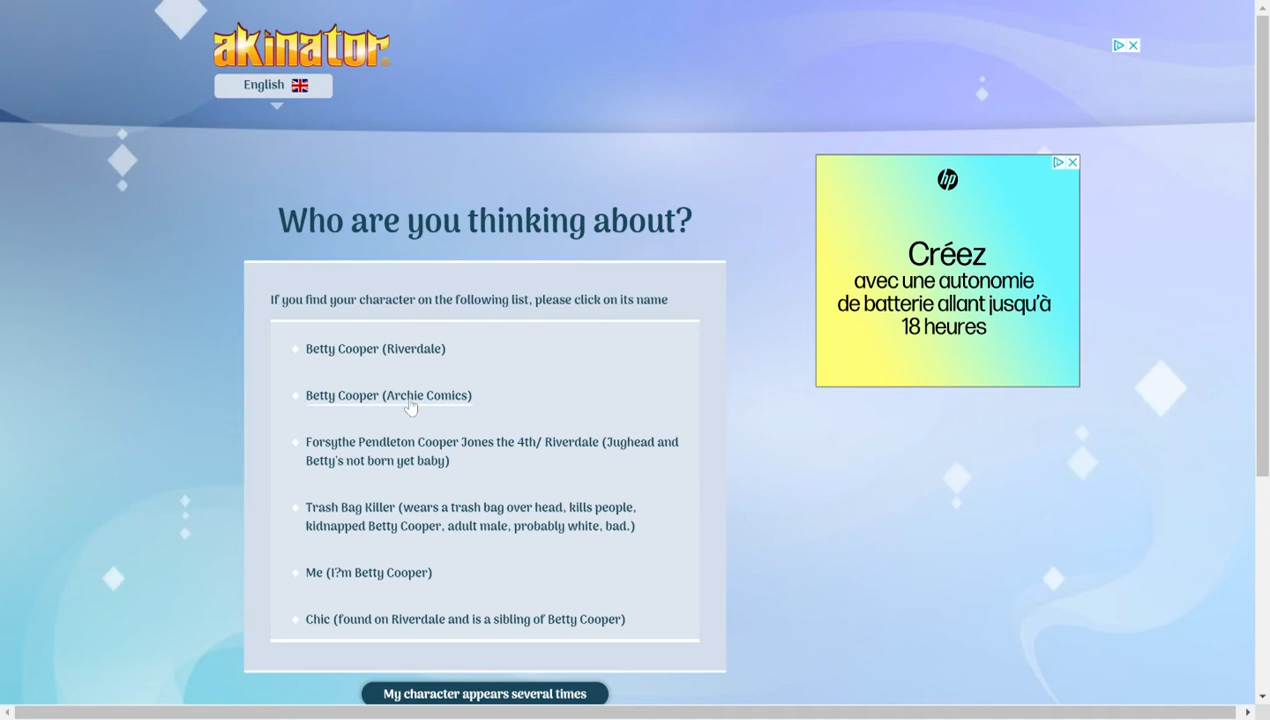 akinator
English
hp
Créez
avec une autonomie
de batterie allant jusqu'à
18 heures
Who are you thinking about?
If you find your character on the following list, please click on its name
Betty Cooper (Riverdale)
Betty Cooper (Archie Comics)
Forsythe Pendleton Cooper Jones the 4th/ Riverdale (Jughead and
Betty's not born yet baby)
Trash Bag Killer (wears a trash bag over head, kills people,
kidnapped Betty Cooper, adult male, probably white, bad.)
Me (I?m Betty Cooper)
Chic (found on Riverdale and is a sibling of Betty Cooper)
My character appears several times